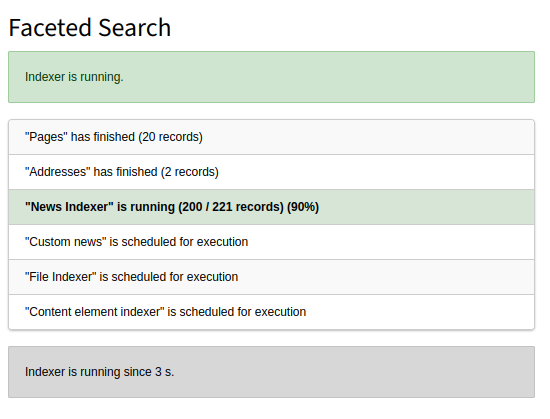 Faceted Search
Indexer is running.
"Pages" has finished (20 records)
"Addresses" has finished (2 records)
"News Indexer" is running (200 / 221 records) (90%)
"Custom news" is scheduled for execution
"File Indexer" is scheduled for execution
"Content element indexer" is scheduled for execution
Indexer is running since 3 s.